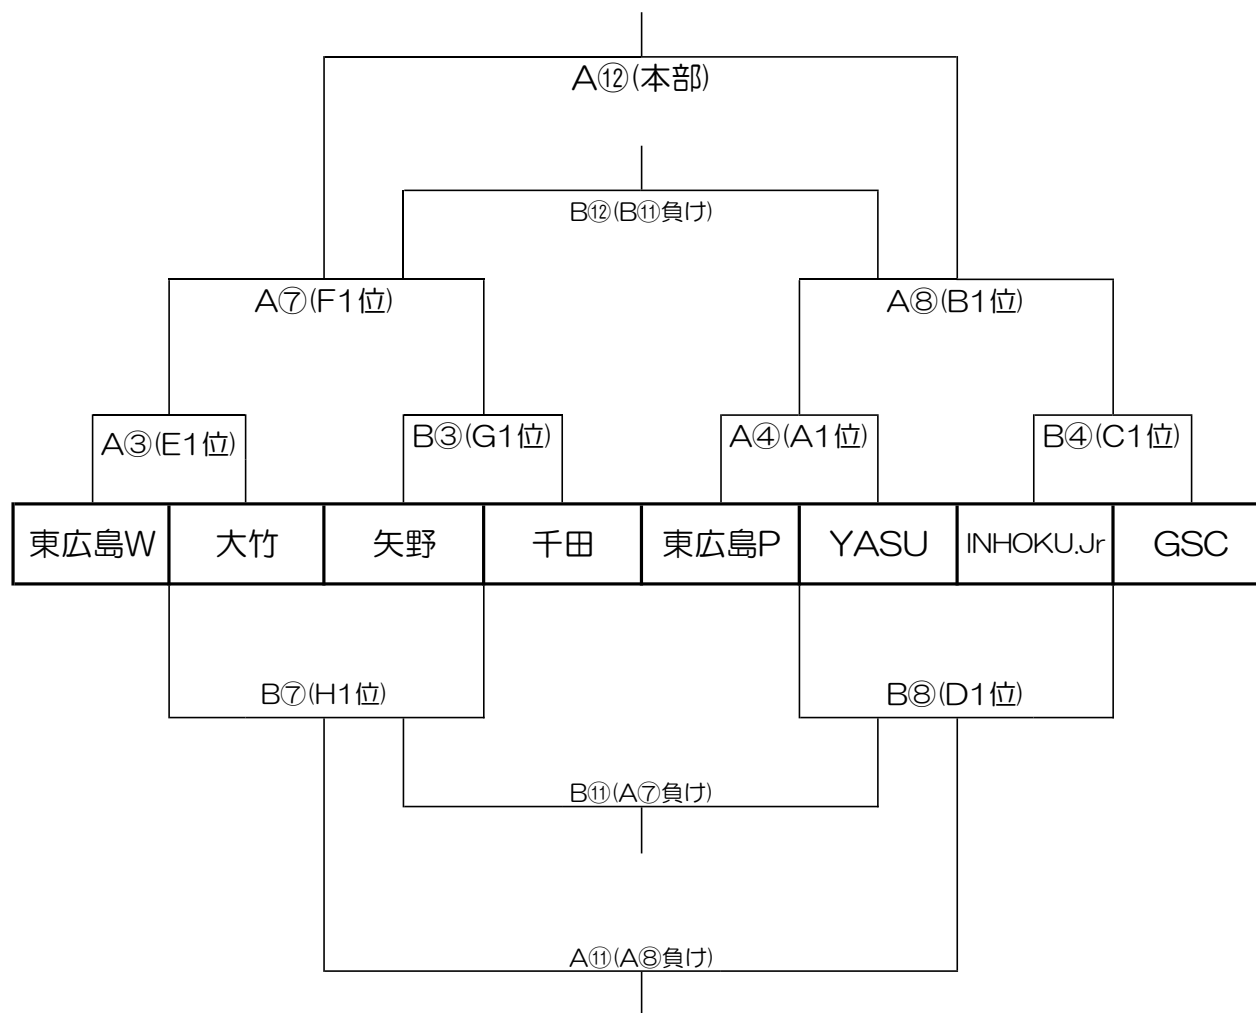 A⑫(本部)
B⑫(B⑪負け)
A⑦(F1位)
A⑧(B1位)
A③(E1位)
B③(G1位)
A④(A1位)
B④(C1位)
東広島W
大竹
矢野
千田
東広島P
YASU
INHOKU.Jr
GSC
B⑦(H1位)
B⑧(D1位)
B⑪(A⑦負け)
A⑪(A⑧負け)